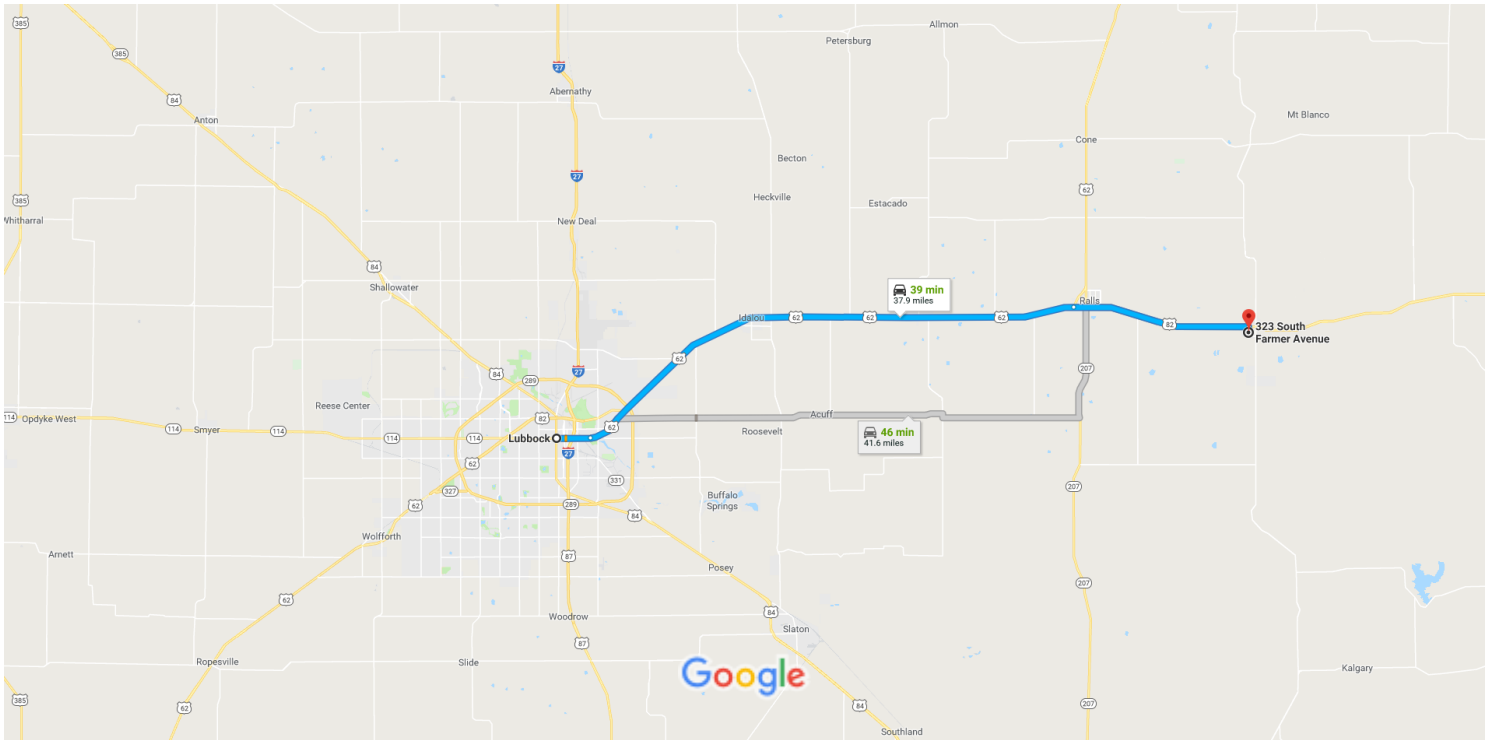 385
Allmon
Petersburg
385
27
Abernathy
84
Anton
Mt Blanco
Cone
Becton
27
62
385
Heckville
Estacado
Whitharral
New Deal
84
Shallowater
39 min
37.9 miles
Ralls
Idalou
62
62
62
82
323 South
Farmer Avenue
62
27
84
289
207
Reese Center
114
Opdyke West
82
Acuff
114
Smyer
114
114
114
62
Lubbock
Roosevelt
46 min
41.6 miles
27
62
331
327
207
Buffalo
Springs
62
289
84
Wolfforth
Arnett
87
Posey
207
62
84
Woodrow
Slaton
87
Ropesville
Slide
Kalgary
Google
385
62
84
207
Southland